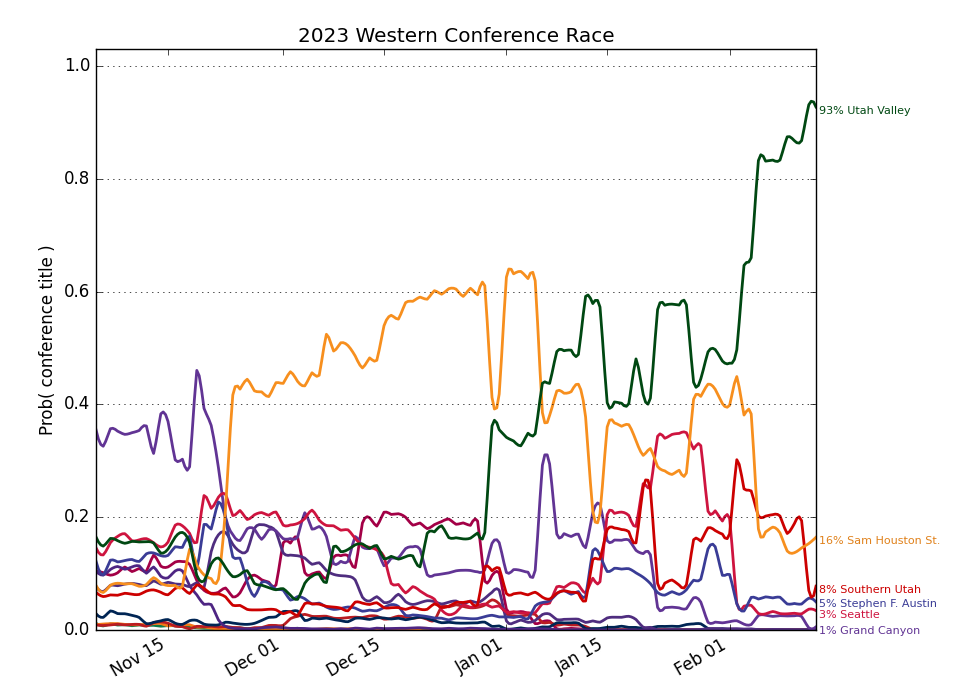 2023 Western Conference Race
Prob( conference title )
1.0
0.8
0.6
0.4
0.2
0.0
Nov 15
Dec 01
Dec 15
Jan 01
Jan 15
Feb 01
93% Utah Valley
16% Sam Houston St.
8% Southern Utah
5% Stephen F. Austin
3% Seattle
1% Grand Canyon